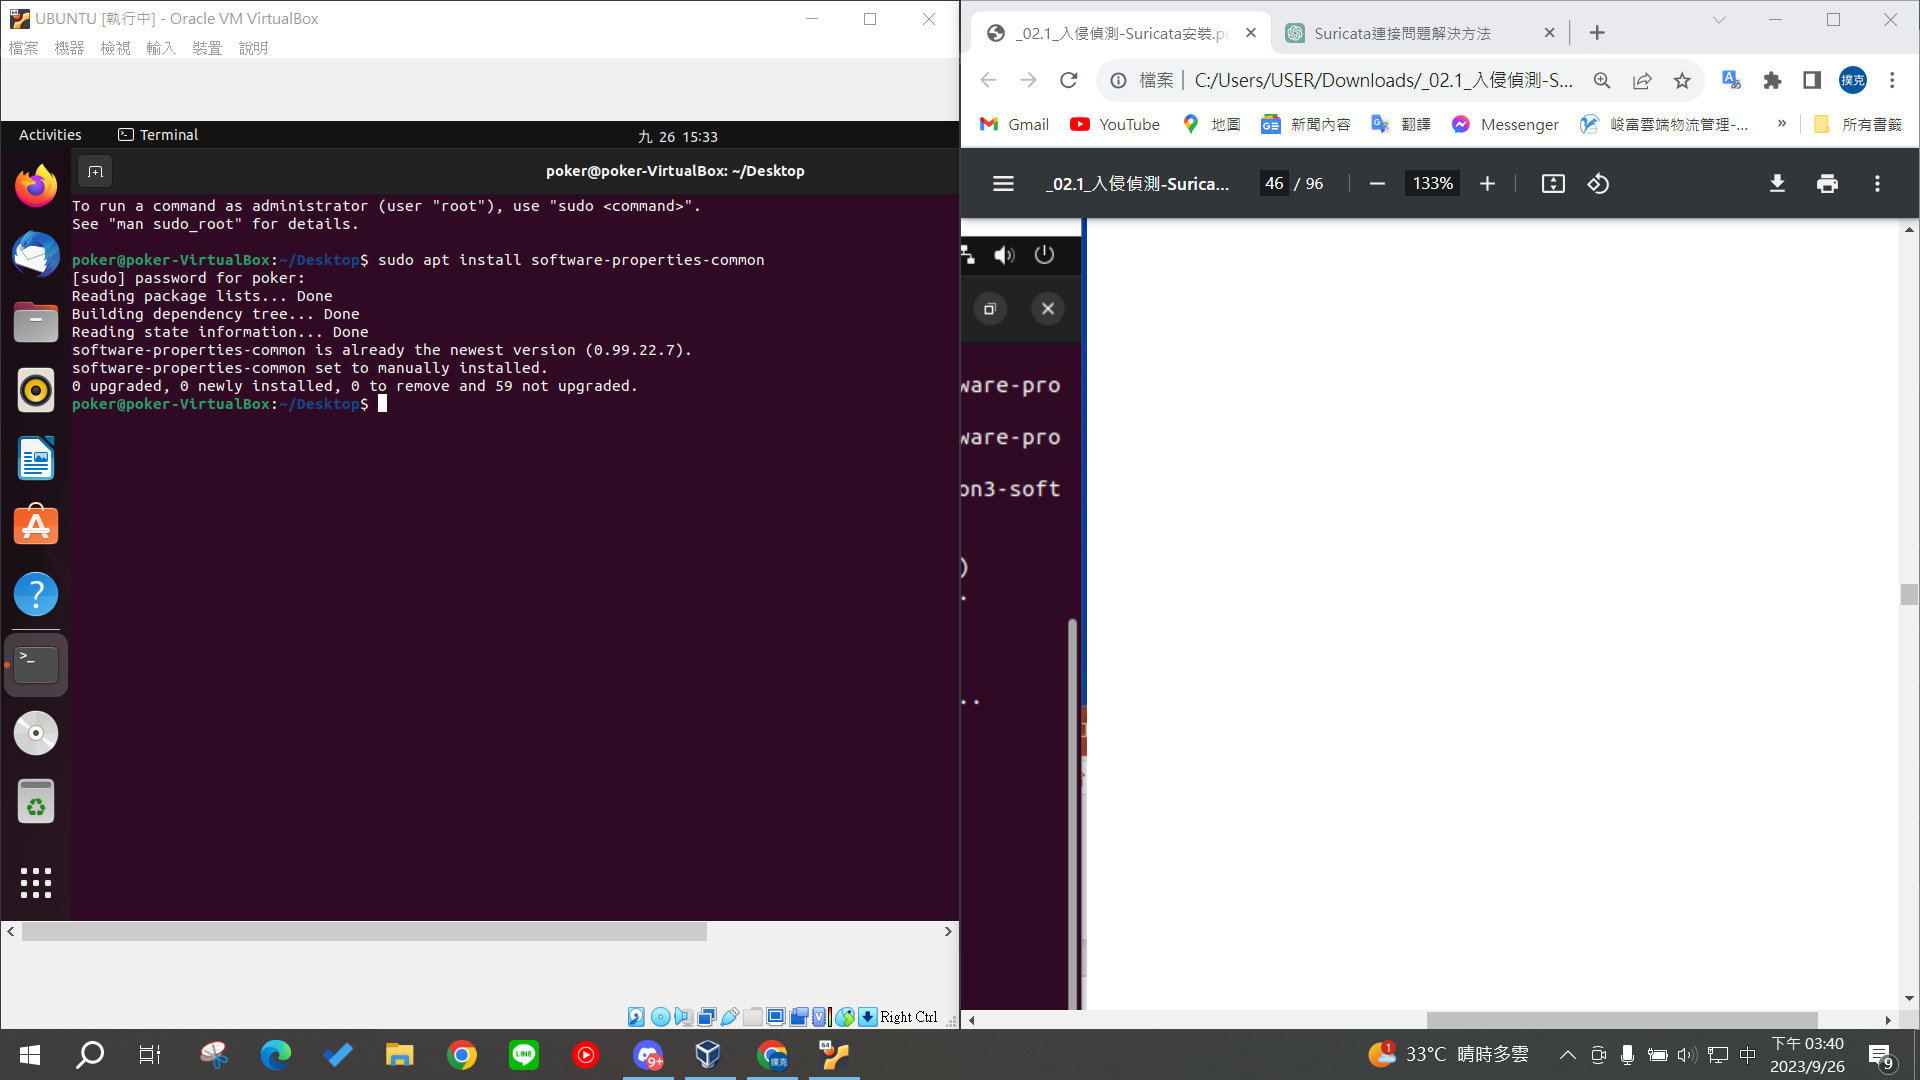 UBUNTU [執行中] - Oracle VM VirtualBox
檔案 機器 檢視 輸入 裝置 說明
Activities Terminal 九 26 15:33
poker@poker-VirtualBox: ~/Desktop
To run a command as administrator (user "root"), use "sudo <command>".
See "man sudo_root" for details.
poker@poker-VirtualBox:~/Desktop$ sudo apt install software-properties-common
[sudo] password for poker:
Reading package lists... Done
Building dependency tree... Done
Reading state information... Done
software-properties-common is already the newest version (0.99.22.7).
software-properties-common set to manually installed.
0 upgraded, 0 newly installed, 0 to remove and 59 not upgraded.
poker@poker-VirtualBox:~/Desktop$
Right Ctrl
_02.1_入侵偵測-Suricata安裝.p
Suricata連接問題解決方法
檔案 C:/Users/USER/Downloads/_02.1_入侵偵測-S...
撲克
Gmail YouTube 地圖 新聞內容 翻譯 Messenger 峻富雲端物流管理-... » 所有書籤
_02.1_入侵偵測-Surica... 46 / 96 133%
ware-pro
ware-pro
on3-soft
)
.
..
9+ 撲克 64
1 33°C 晴時多雲 中 下午 03:40
2023/9/26 9